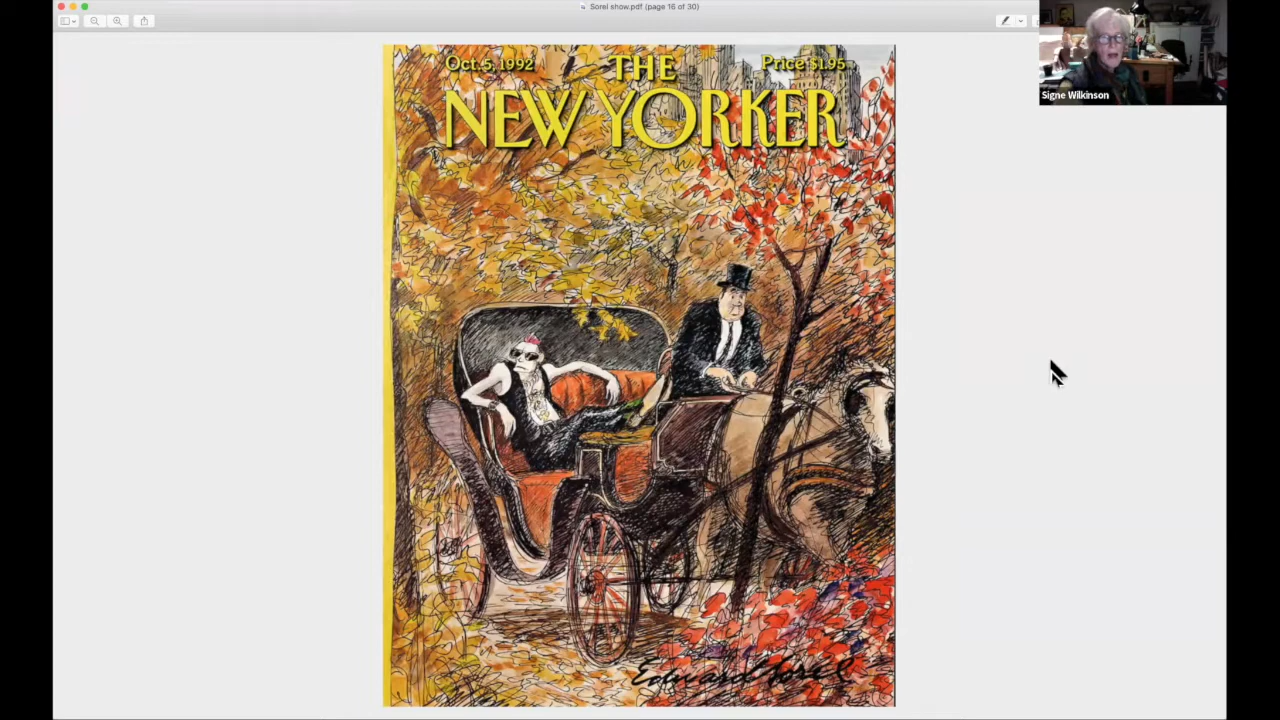 Sorel show.pdf (page 16 of 30)
Signe Wilkinson
Oct. 5, 1992
THE
Price $1.95
NEW YORKER
Edward Sorel